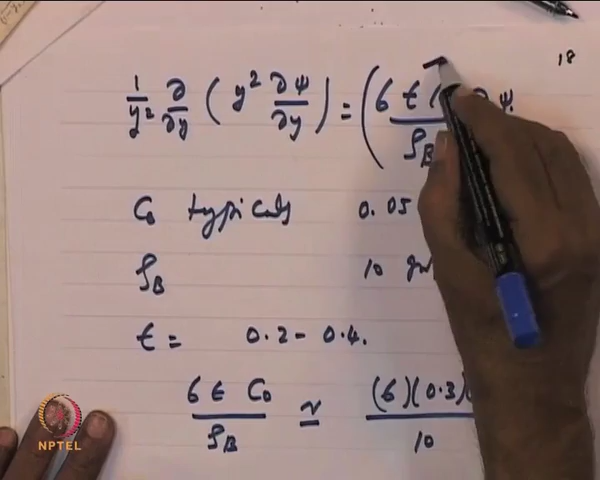 18
1/y² ∂/∂y ( y² ∂ψ/∂y ) = ( 6 ϵ ( / ρB ∂ ψ
C₀ typically 0.05
ρB 10 gm
ϵ = 0.2 - 0.4.
6 ϵ C₀ / ρB ≃ (6)(0.3)( / 10
NPTEL